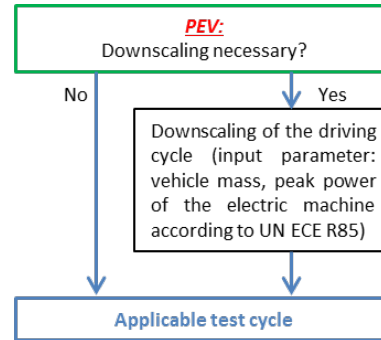 PEV:
Downscaling necessary?
No
Yes
Downscaling of the driving
cycle (input parameter:
vehicle mass, peak power
of the electric machine
according to UN ECE R85)
Applicable test cycle